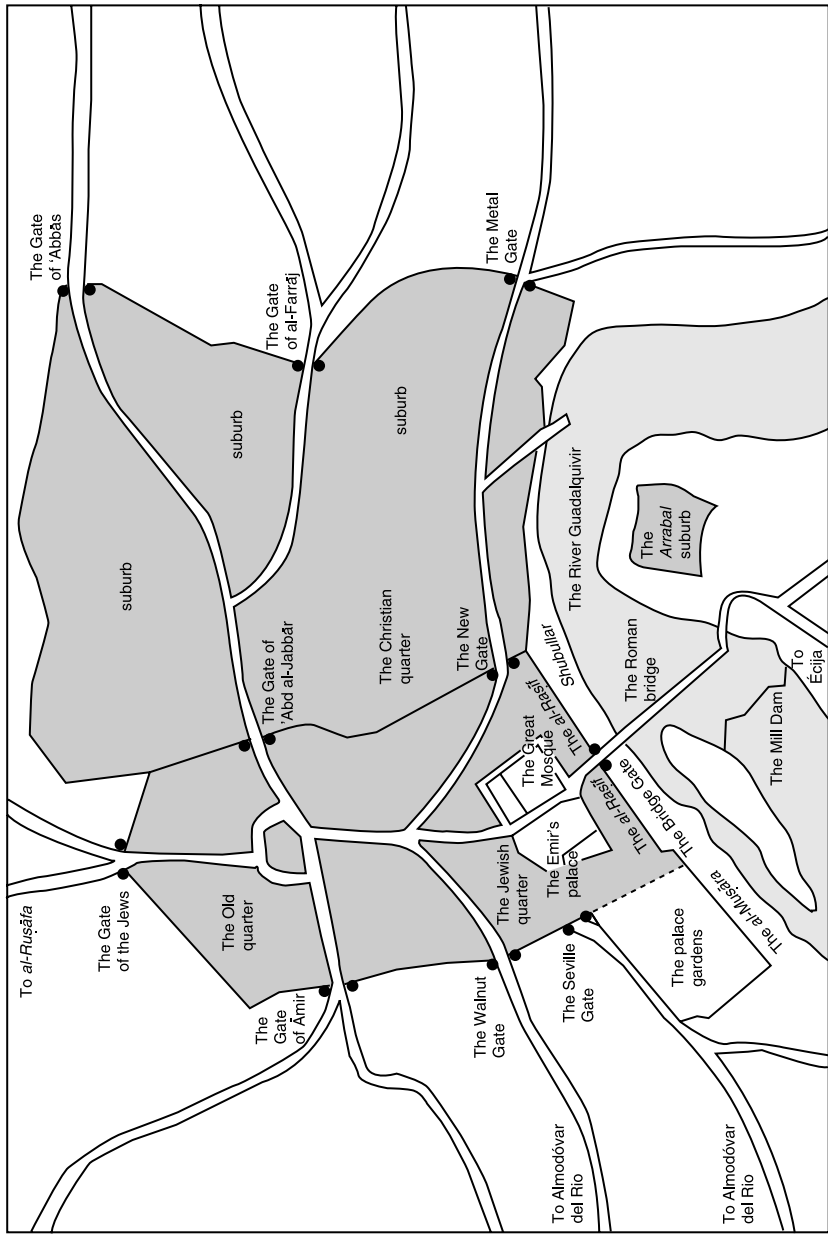 To al-Ruṣāfa
The Gate
of the Jews
The Old
quarter
The
Gate
of Āmir
The Walnut
Gate
The Seville
Gate
To Almodóvar
del Rio
To Almodóvar
del Rio
The palace
gardens
The al-Muṣāra
The Jewish
quarter
The Emir's
palace
The Great
Mosque
The al-Rasīf
The al-Rasīf
The Bridge Gate
Shubullar
The New
Gate
The Gate of
'Abd al-Jabbār
The Christian
quarter
suburb
suburb
suburb
The Gate
of 'Abbās
The Gate
of al-Farrāj
The Metal
Gate
The River Guadalquivir
The
Arrabal
suburb
The Roman
bridge
To
Écija
The Mill Dam